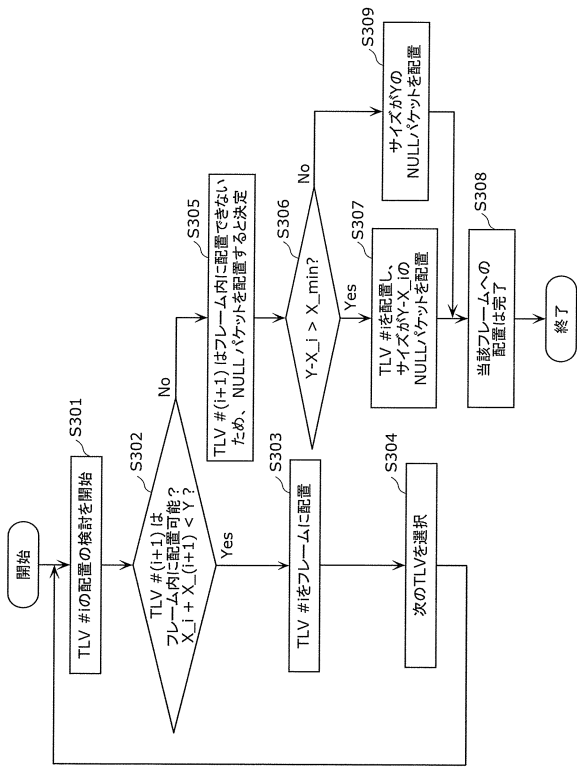 開始
S301
TLV #iの配置の検討を開始
S302
TLV #(i+1) は
フレーム内に配置可能?
X_i + X_(i+1) < Y ?
Yes
No
S303
TLV #iをフレームに配置
S304
次のTLVを選択
S305
TLV #(i+1) はフレーム内に配置できない
ため、NULLパケットを配置すると決定
S306
Y-X_i > X_min?
Yes
No
S307
TLV #iを配置し、
サイズがY-X_iの
NULLパケットを配置
S309
サイズがYの
NULLパケットを配置
S308
当該フレームへの
配置は完了
終了